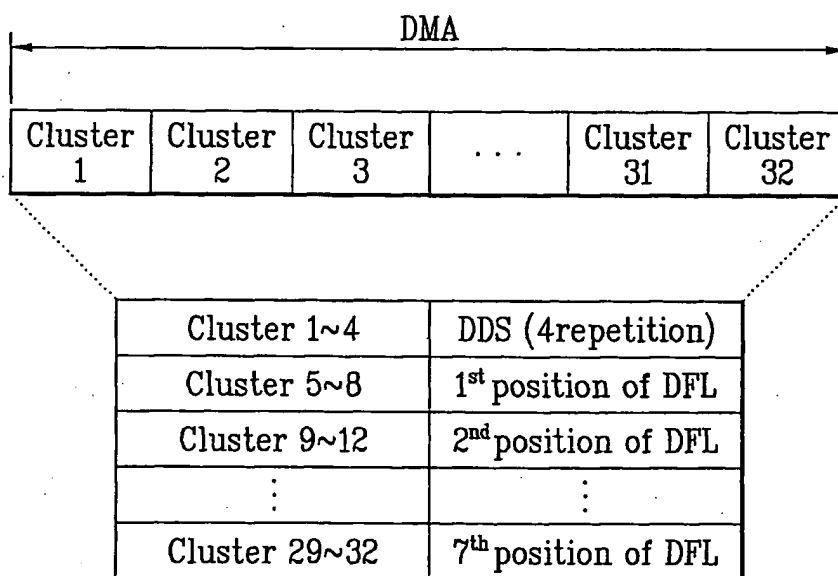 DMA
Cluster 1 Cluster 2 Cluster 3 ... Cluster 31 Cluster 32
Cluster 1~4 DDS (4repetition)
Cluster 5~8 1st position of DFL
Cluster 9~12 2nd position of DFL
⋮ ⋮
Cluster 29~32 7th position of DFL